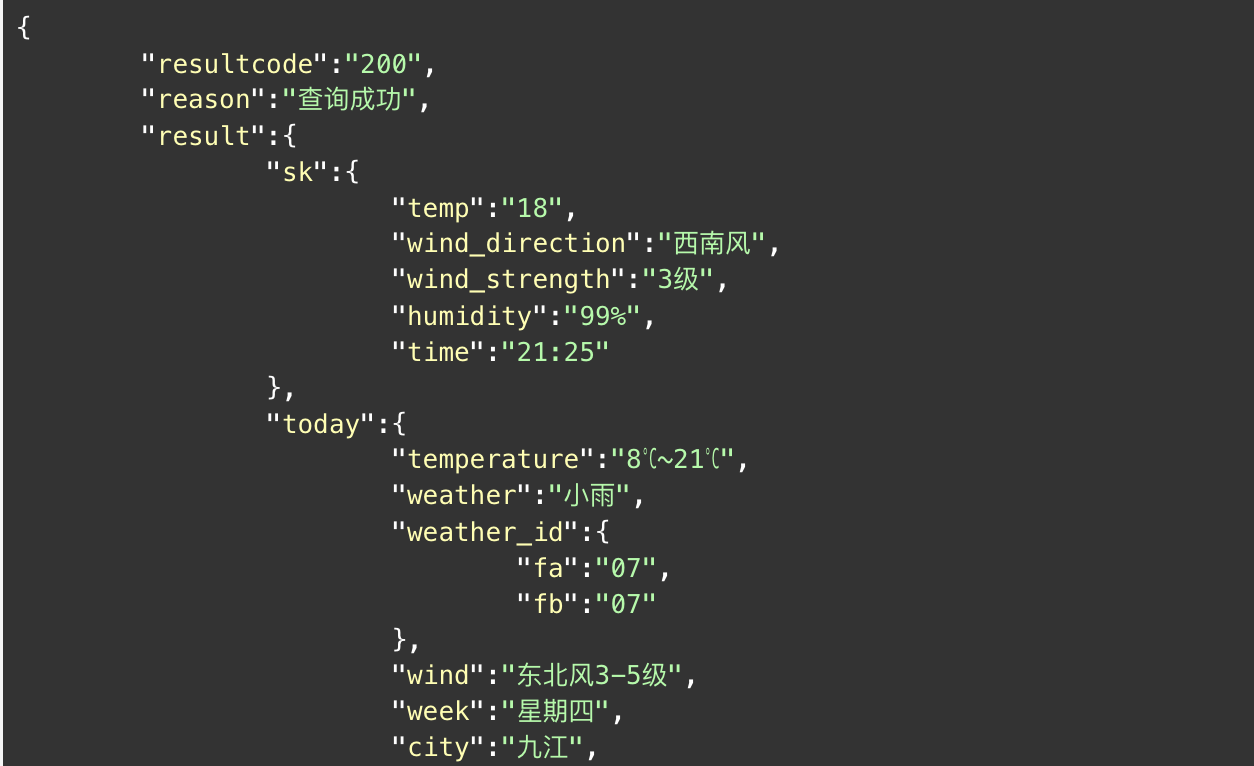 {
"resultcode":"200",
"reason":"查询成功",
"result":{
"sk":{
"temp":"18",
"wind_direction":"西南风",
"wind_strength":"3级",
"humidity":"99%",
"time":"21:25"
},
"today":{
"temperature":"8℃~21℃",
"weather":"小雨",
"weather_id":{
"fa":"07",
"fb":"07"
},
"wind":"东北风3-5级",
"week":"星期四",
"city":"九江",